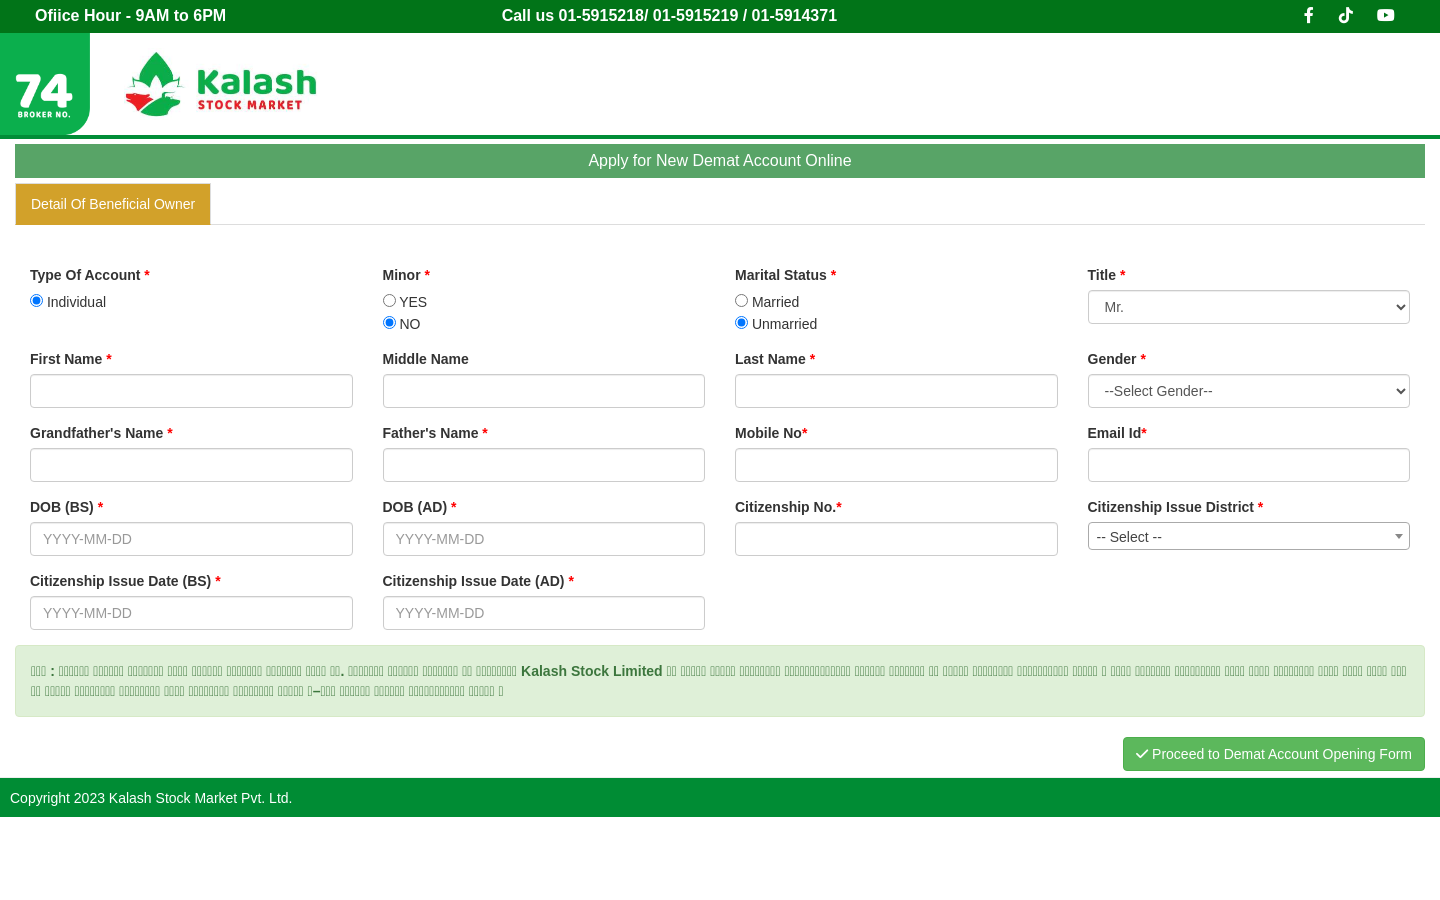 Ofiice Hour - 9AM to 6PM
Call us 01-5915218/ 01-5915219 / 01-5914371
74
BROKER NO.
Kalash
STOCK MARKET
Apply for New Demat Account Online
Detail Of Beneficial Owner
Type Of Account *
Minor *
Marital Status *
Title *
Individual
YES
NO
Married
Unmarried
Mr.
First Name *
Middle Name
Last Name *
Gender *
--Select Gender--
Grandfather's Name *
Father's Name *
Mobile No*
Email Id*
DOB (BS) *
DOB (AD) *
Citizenship No.*
Citizenship Issue District *
YYYY-MM-DD
YYYY-MM-DD
-- Select --
Citizenship Issue Date (BS) *
Citizenship Issue Date (AD) *
YYYY-MM-DD
YYYY-MM-DD
Kalash Stock Limited
Proceed to Demat Account Opening Form
Copyright 2023 Kalash Stock Market Pvt. Ltd.